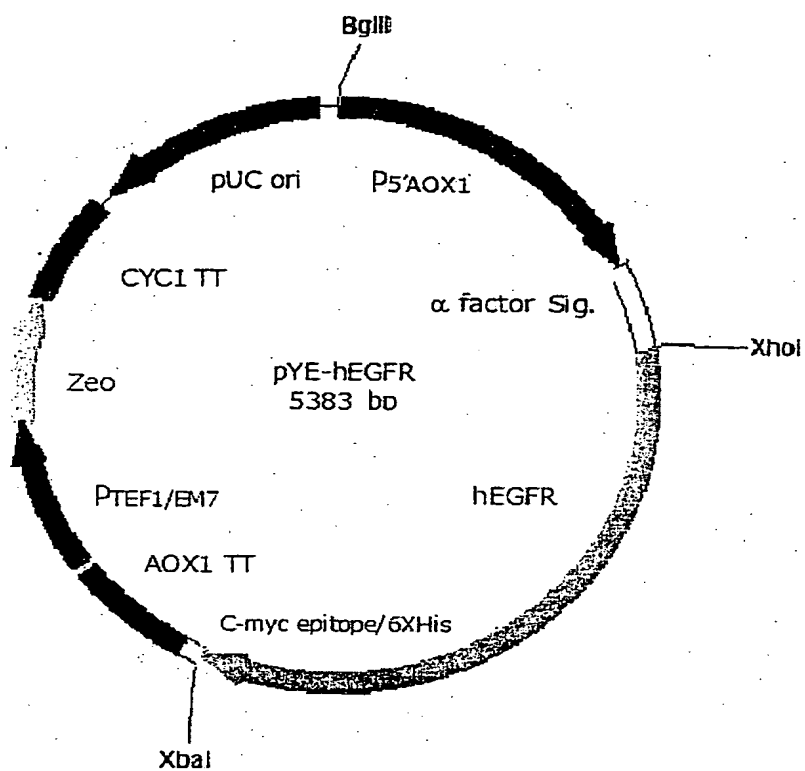 BglII
pUC ori
P5'AOX1
CYC1 TT
α factor Sig.
XhoI
Zeo
pYE-hEGFR
5383 bp
PTEF1/EM7
hEGFR
AOX1 TT
C-myc epitope/6XHis
XbaI